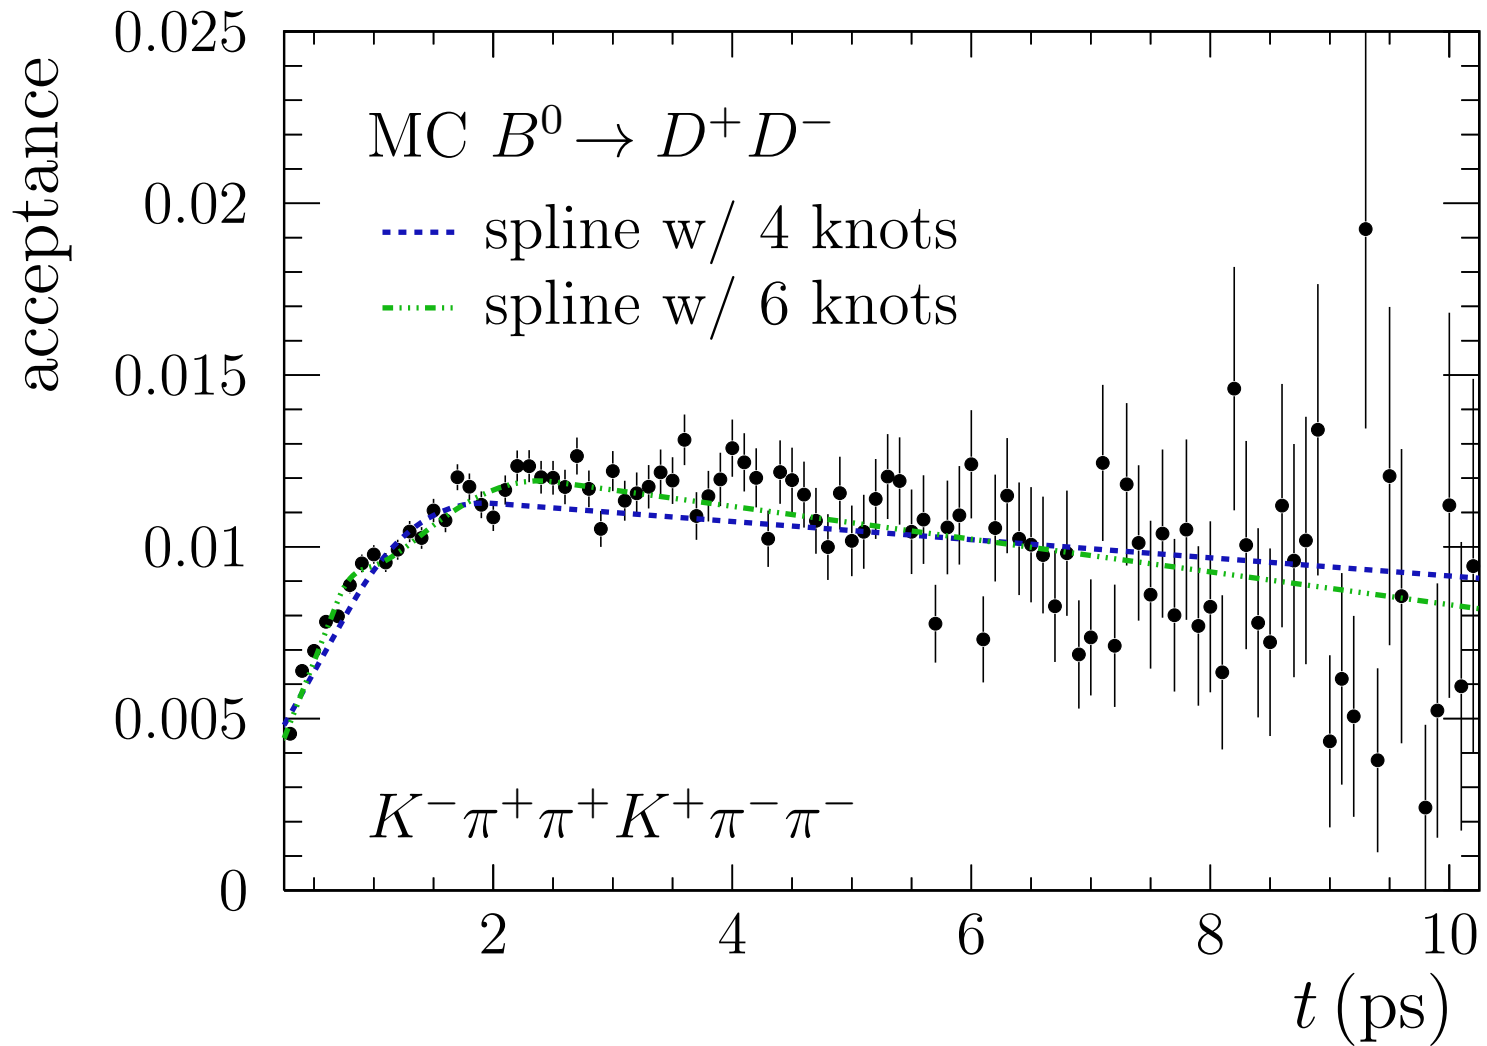 acceptance
0.025
0.02
0.015
0.01
0.005
0
MC B⁰ → D⁺D⁻
spline w/ 4 knots
spline w/ 6 knots
K⁻π⁺π⁺K⁺π⁻π⁻
2 4 6 8 10
t (ps)